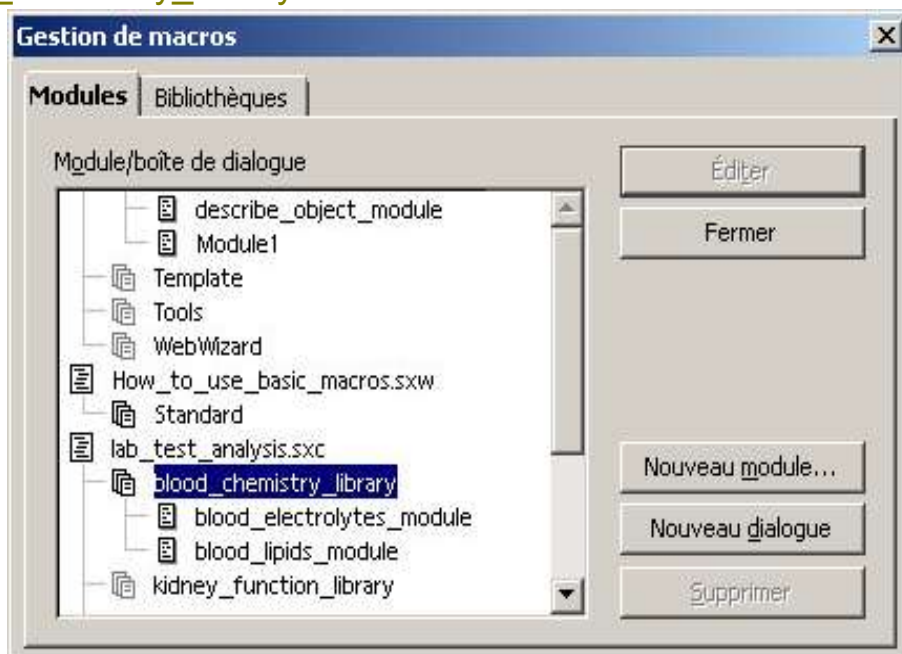 Gestion de macros
Modules Bibliothèques
Module/boîte de dialogue
describe_object_module
Module1
Template
Tools
WebWizard
How_to_use_basic_macros.sxw
Standard
lab_test_analysis.sxc
blood_chemistry_library
blood_electrolytes_module
blood_lipids_module
kidney_function_library
Éditer
Fermer
Nouveau module...
Nouveau dialogue
Supprimer